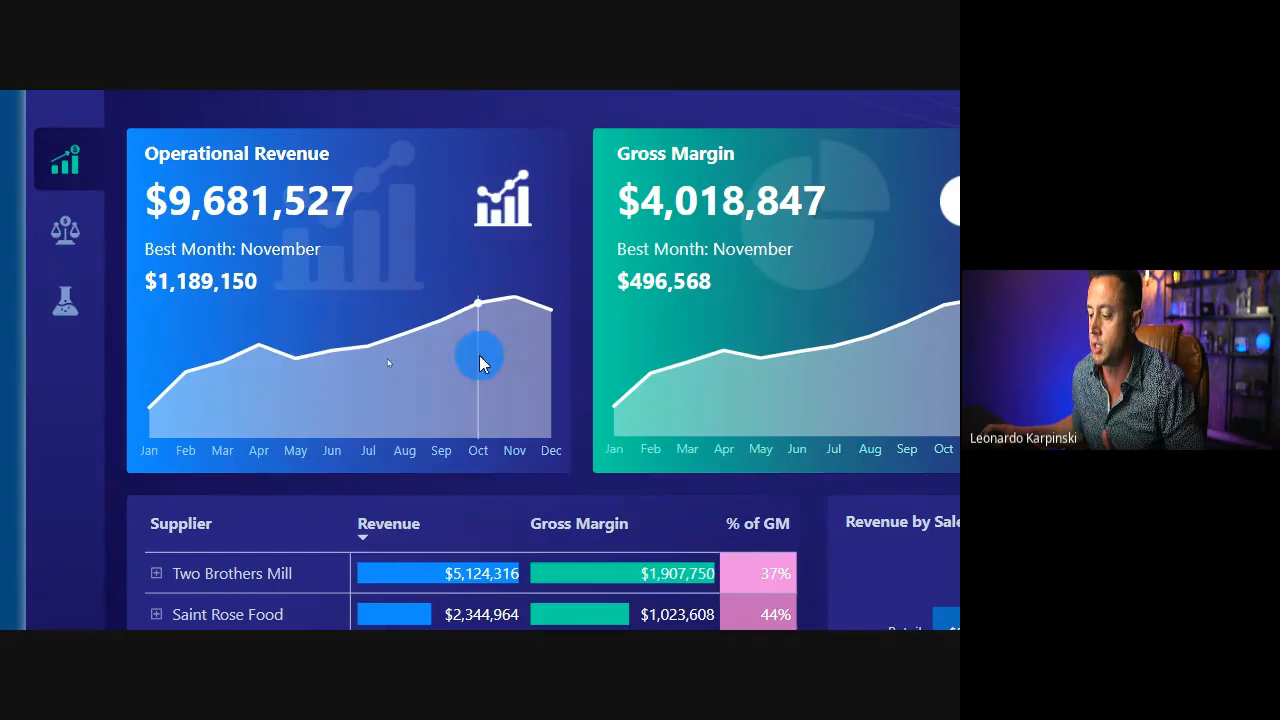 Operational Revenue
$9,681,527
Best Month: November
$1,189,150
Jan Feb Mar Apr May Jun Jul Aug Sep Oct Nov Dec
Gross Margin
$4,018,847
Best Month: November
$496,568
Jan Feb Mar Apr May Jun Jul Aug Sep Oct
Supplier Revenue Gross Margin % of GM
Two Brothers Mill $5,124,316 $1,907,750 37%
Saint Rose Food $2,344,964 $1,023,608 44%
Revenue by Sale
Leonardo Karpinski